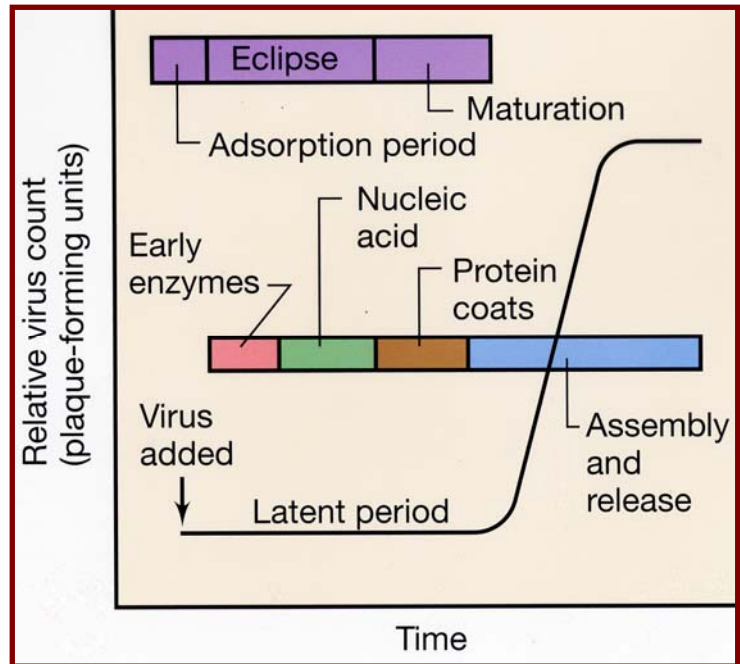 Eclipse
Maturation
Adsorption period
Nucleic
acid
Early
enzymes
Protein
coats
Virus
added
Assembly
and
release
Latent period
Relative virus count
(plaque-forming units)
Time